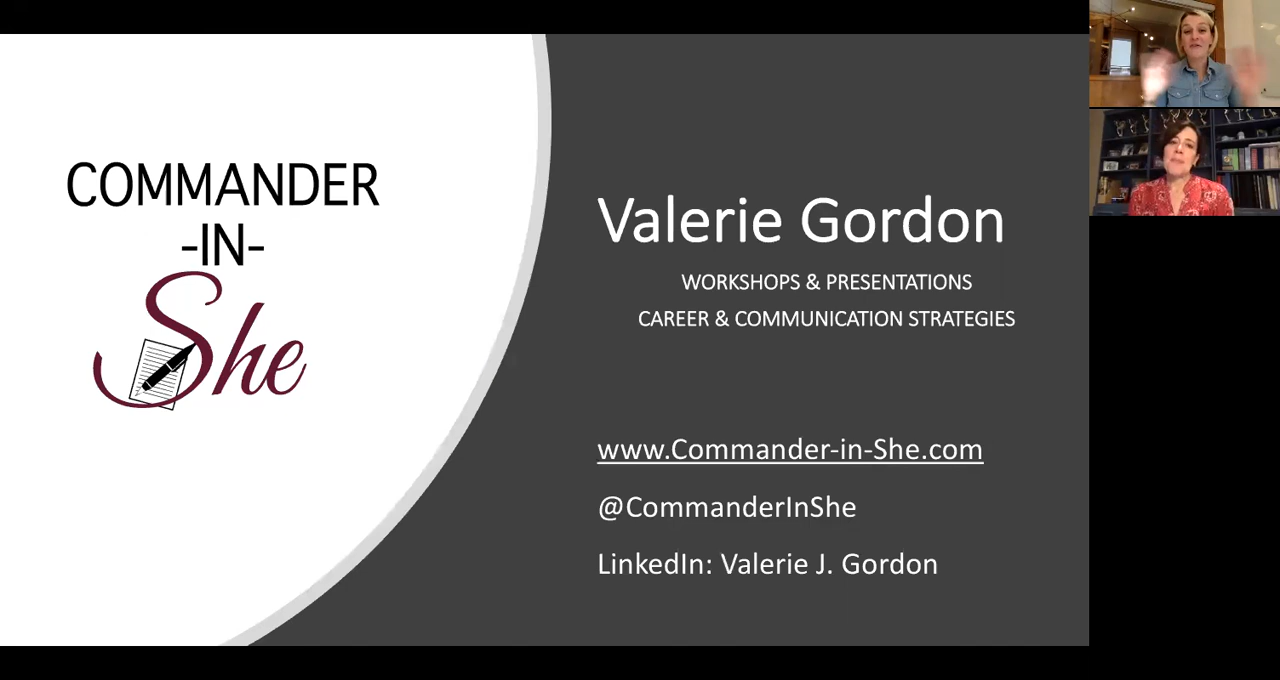 COMMANDER
-IN-
She
Valerie Gordon
WORKSHOPS & PRESENTATIONS
CAREER & COMMUNICATION STRATEGIES
www.Commander-in-She.com
@CommanderInShe
LinkedIn: Valerie J. Gordon